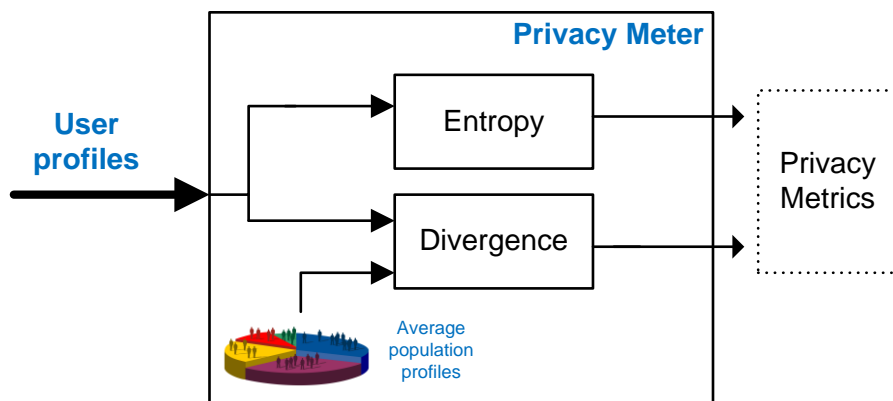 Privacy Meter
User
profiles
Entropy
Divergence
Privacy
Metrics
Average
population
profiles